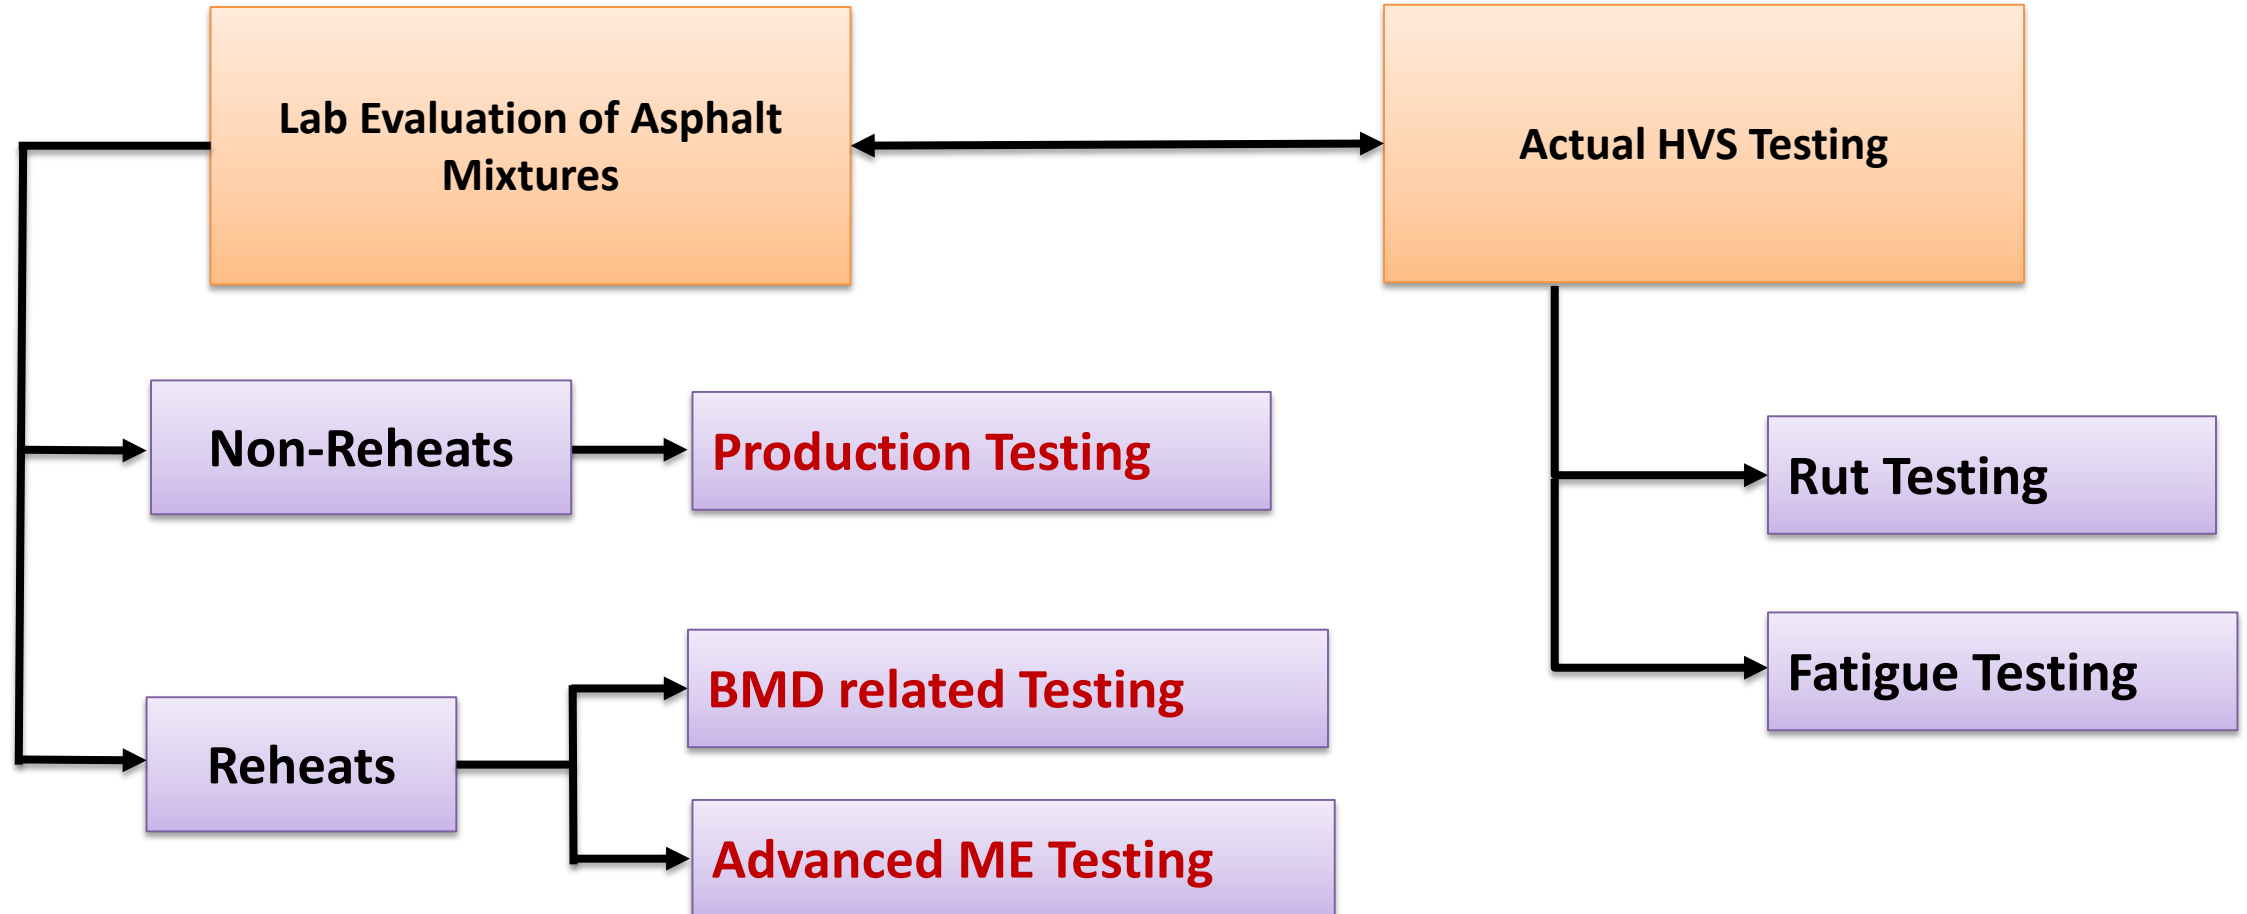 Lab Evaluation of Asphalt
Mixtures
Actual HVS Testing
Non-Reheats
Production Testing
Reheats
BMD related Testing
Advanced ME Testing
Rut Testing
Fatigue Testing